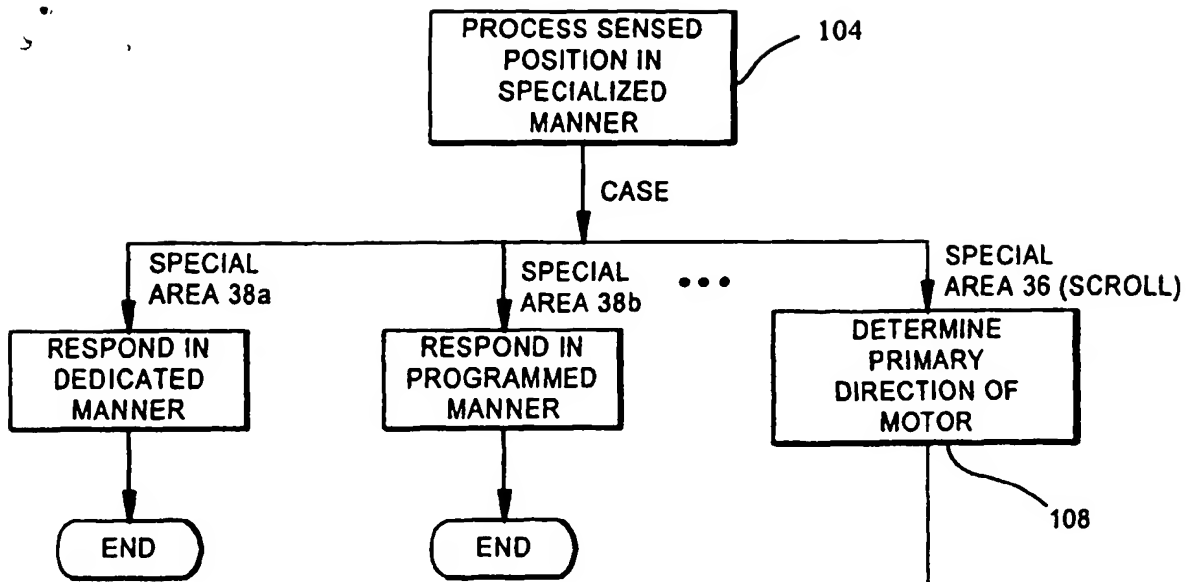 PROCESS SENSED
POSITION IN
SPECIALIZED
MANNER
104
CASE
SPECIAL
AREA 38a
SPECIAL
AREA 38b
•••
SPECIAL
AREA 36 (SCROLL)
RESPOND IN
DEDICATED
MANNER
RESPOND IN
PROGRAMMED
MANNER
DETERMINE
PRIMARY
DIRECTION OF
MOTOR
108
END
END